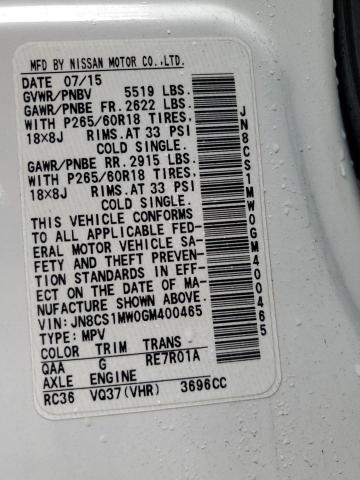 MFD BY NISSAN MOTOR CO.,LTD.
DATE 07/15
GVWR/PNBV 5519 LBS.
GAWR/PNBE FR. 2622 LBS.
WITH P265/60R18 TIRES,
18×8J RIMS.AT 33 PSI
COLD SINGLE.
GAWR/PNBE RR. 2915 LBS.
WITH P265/60R18 TIRES,
18×8J RIMS.AT 33 PSI
COLD SINGLE.
THIS VEHICLE CONFORMS
TO ALL APPLICABLE FED-
ERAL MOTOR VEHICLE SA-
FETY AND THEFT PREVEN-
TION STANDARDS IN EFF-
ECT ON THE DATE OF MA-
NUFACTURE SHOWN ABOVE.
VIN:JN8CS1MW0GM400465
TYPE:MPV
COLOR TRIM TRANS
QAA G RE7R01A
AXLE ENGINE
RC36 VQ37(VHR) 3696CC
JN8CS1MW0GM400465